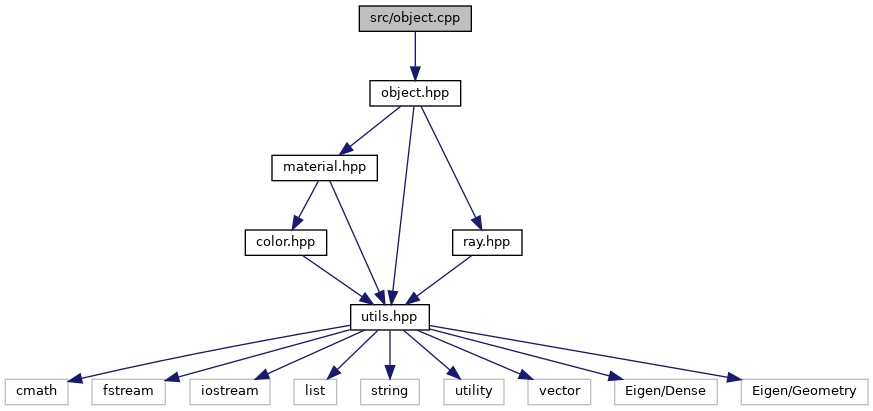 src/object.cpp
object.hpp
material.hpp
color.hpp
ray.hpp
utils.hpp
cmath
fstream
iostream
list
string
utility
vector
Eigen/Dense
Eigen/Geometry